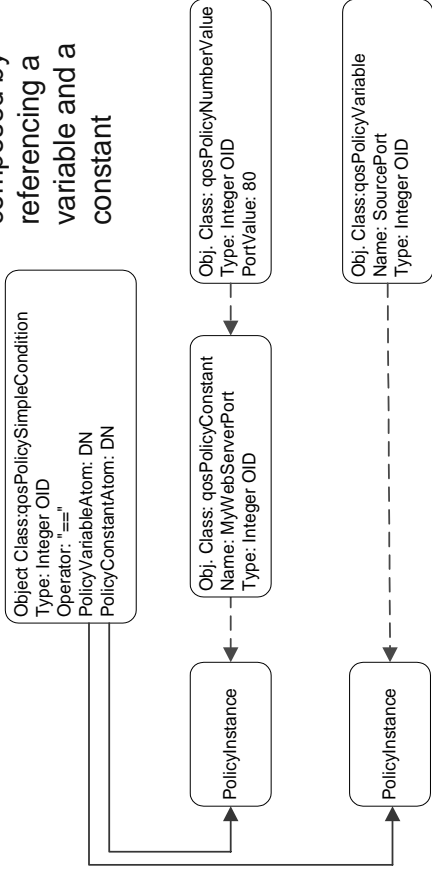 referencing a
variable and a
constant
Object Class:qosPolicySimpleCondition
Type: Integer OID
Operator: "=="
PolicyVariableAtom: DN
PolicyConstantAtom: DN
PolicyInstance
Obj. Class: qosPolicyConstant
Name: MyWebServerPort
Type: Integer OID
Obj. Class: qosPolicyNumberValue
Type: Integer OID
PortValue: 80
PolicyInstance
Obj. Class:qosPolicyVariable
Name: SourcePort
Type: Integer OID